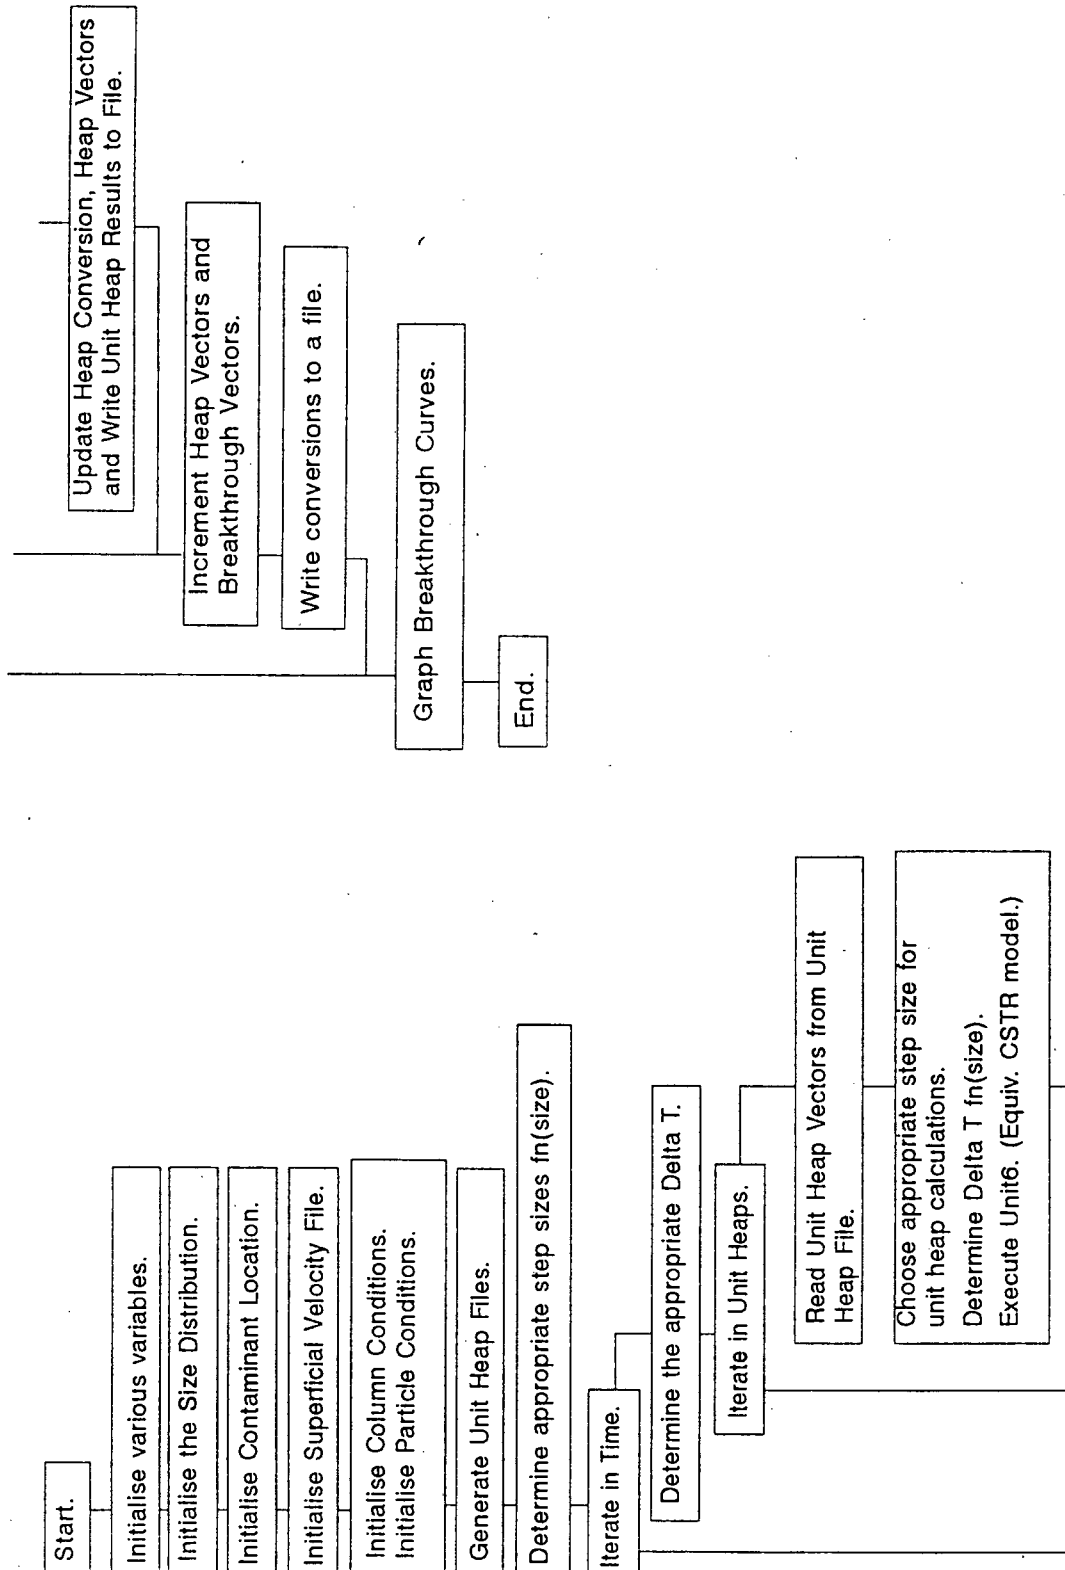 Start.
Initialise various variables.
Initialise the Size Distribution.
Initialise Contaminant Location.
Initialise Superficial Velocity File.
Initialise Column Conditions.
Initialise Particle Conditions.
Generate Unit Heap Files.
Determine appropriate step sizes fn(size).
Iterate in Time.
Determine the appropriate Delta T.
Iterate in Unit Heaps.
Read Unit Heap Vectors from Unit
Heap File.
Choose appropriate step size for
unit heap calculations.
Determine Delta T fn(size).
Execute Unit6. (Equiv. CSTR model.)
Update Heap Conversion, Heap Vectors
and Write Unit Heap Results to File.
Increment Heap Vectors and
Breakthrough Vectors.
Write conversions to a file.
Graph Breakthrough Curves.
End.